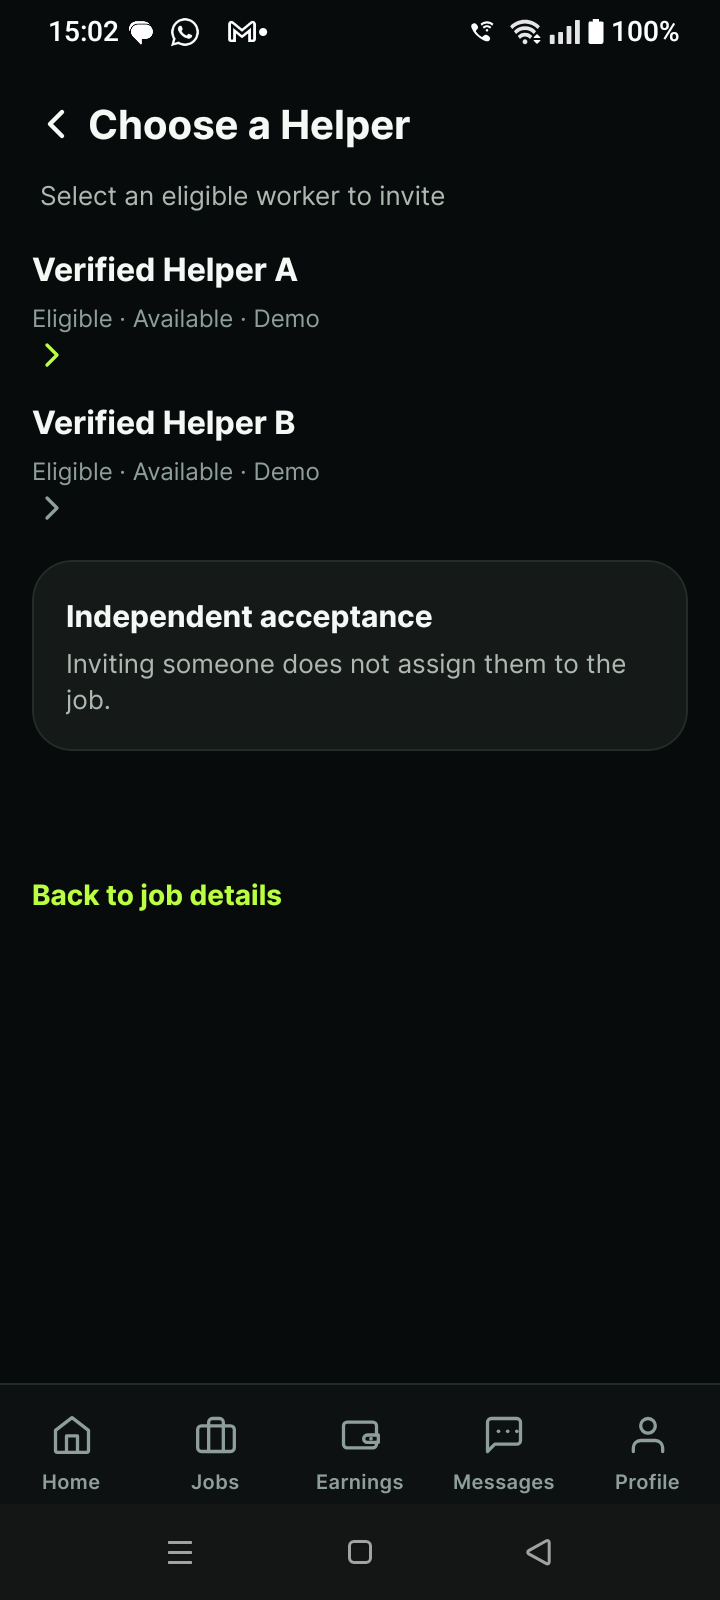 15:02
100%
Choose a Helper
Select an eligible worker to invite
Verified Helper A
Eligible · Available · Demo
Verified Helper B
Eligible · Available · Demo
Independent acceptance
Inviting someone does not assign them to the
job.
Back to job details
Home
Jobs
Earnings
Messages
Profile